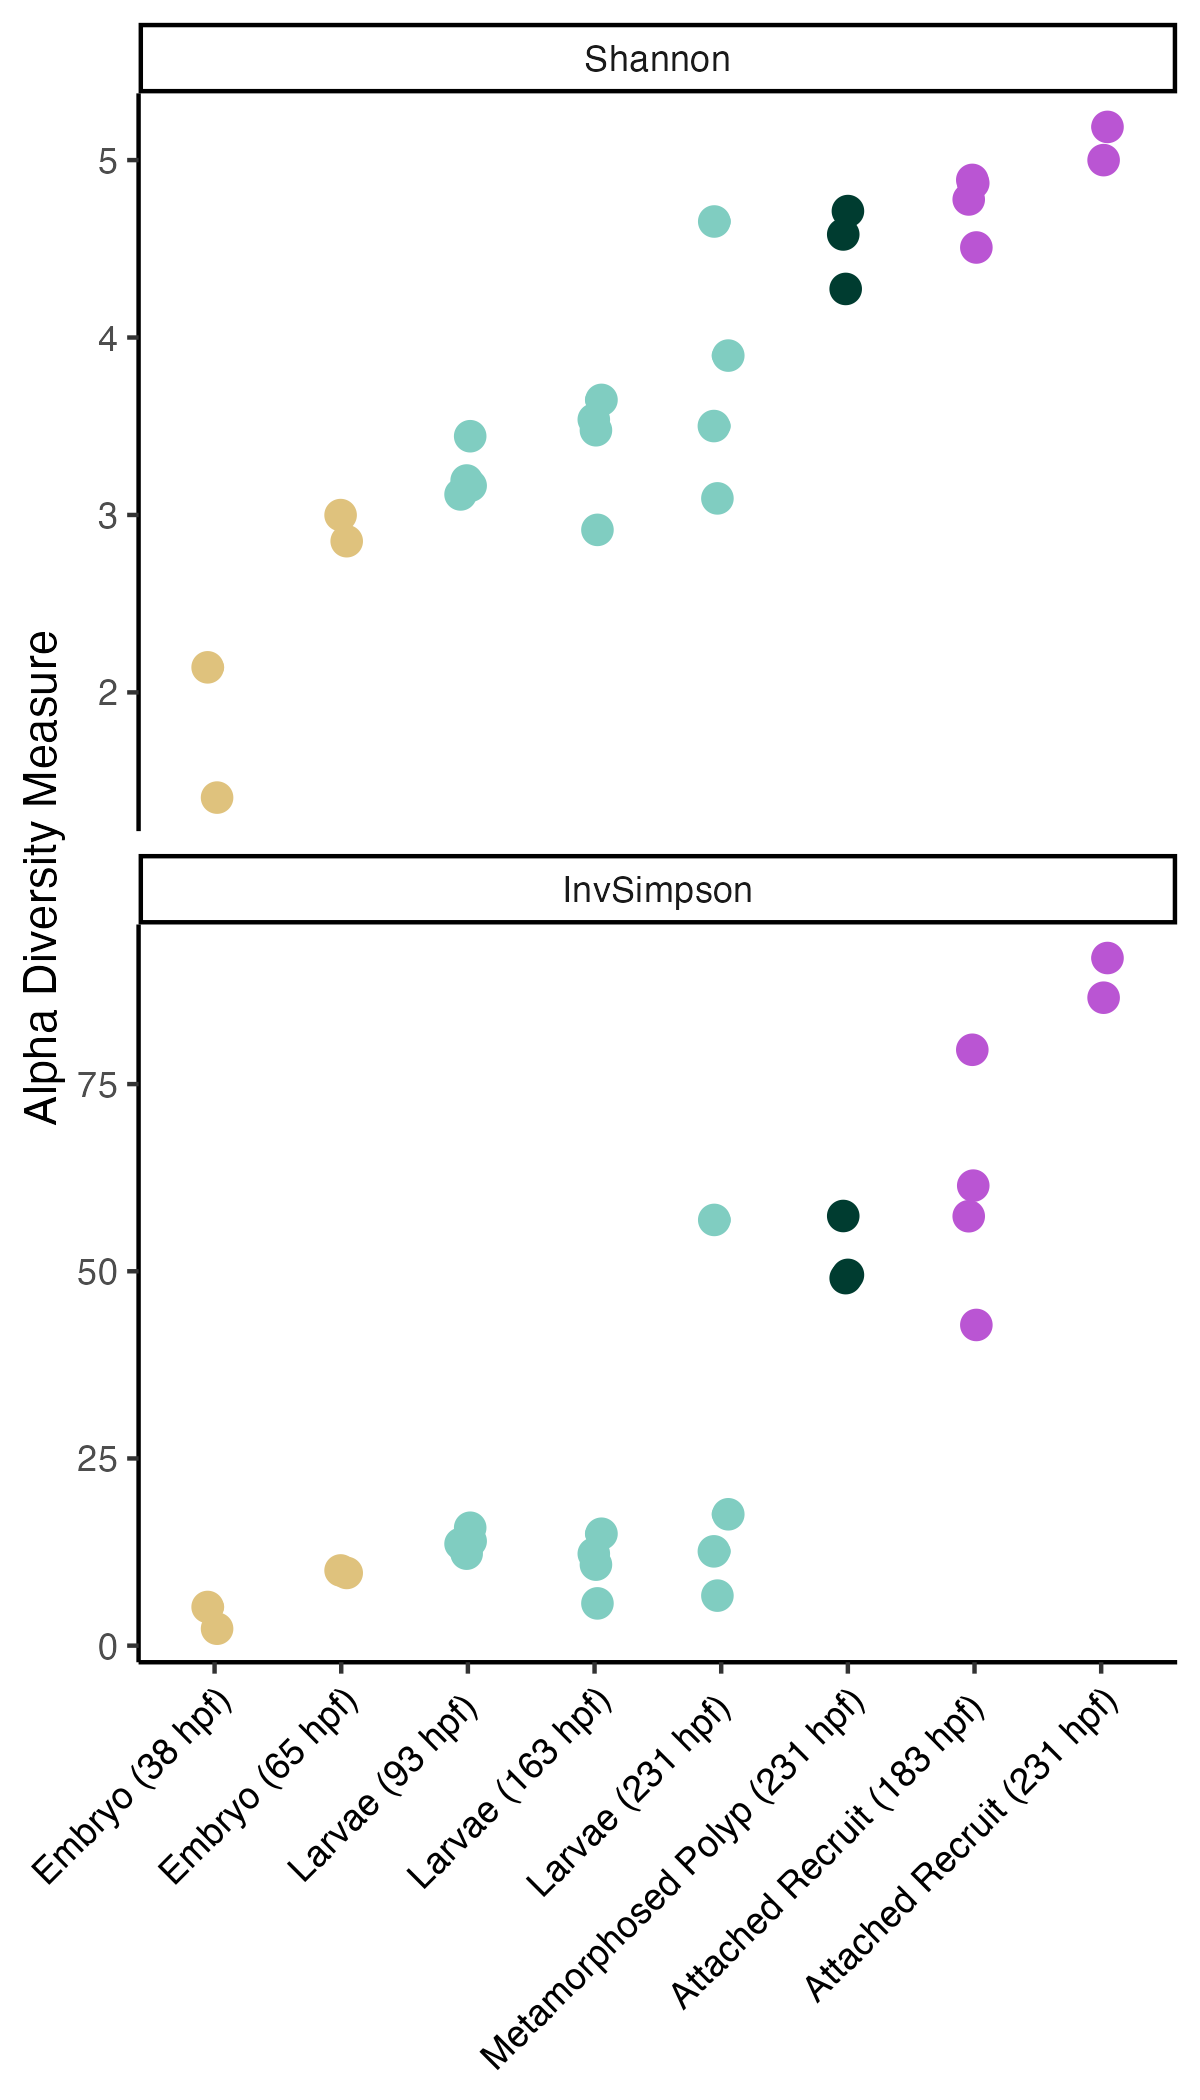 Shannon
5
4
3
2
Alpha Diversity Measure
InvSimpson
75
50
25
0
Embryo (38 hpf)
Embryo (65 hpf)
Larvae (93 hpf)
Larvae (163 hpf)
Larvae (231 hpf)
Metamorphosed Polyp (231 hpf)
Attached Recruit (183 hpf)
Attached Recruit (231 hpf)